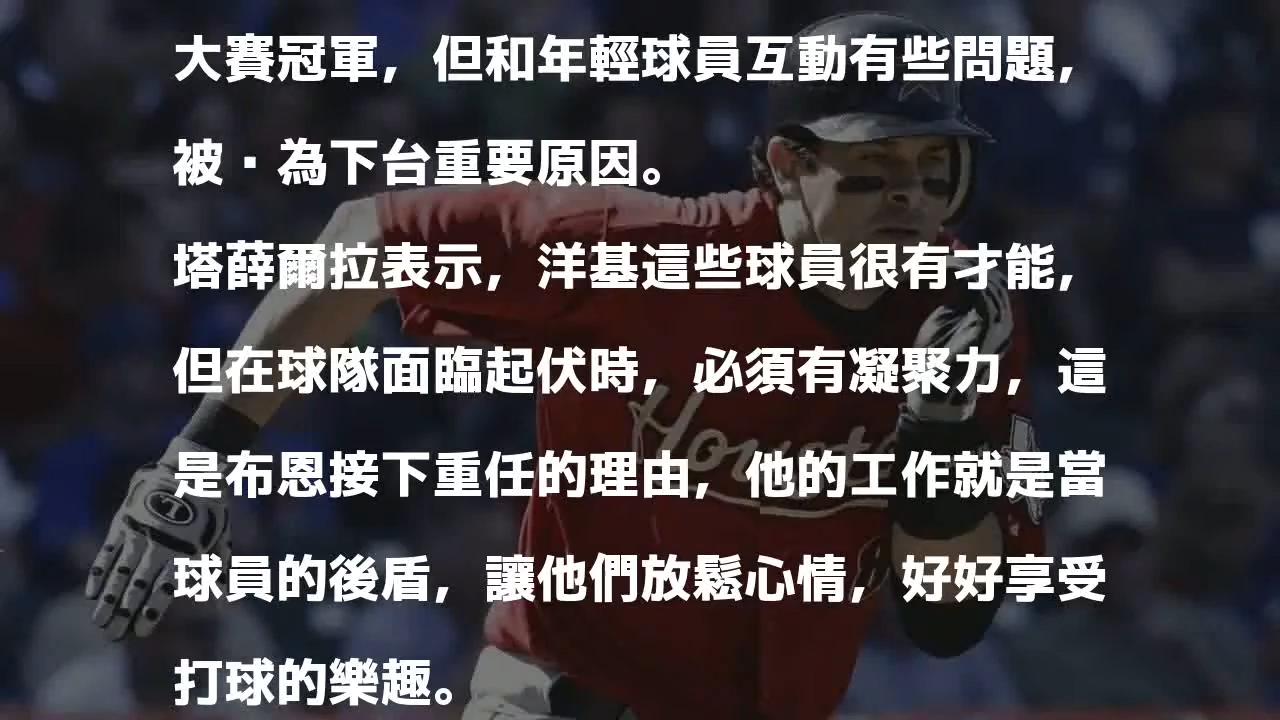 大賽冠軍，但和年輕球員互動有些問題，
被·為下台重要原因。
塔薛爾拉表示，洋基這些球員很有才能，
但在球隊面臨起伏時，必須有凝聚力，這
是布恩接下重任的理由，他的工作就是當
球員的後盾，讓他們放鬆心情，好好享受
打球的樂趣。